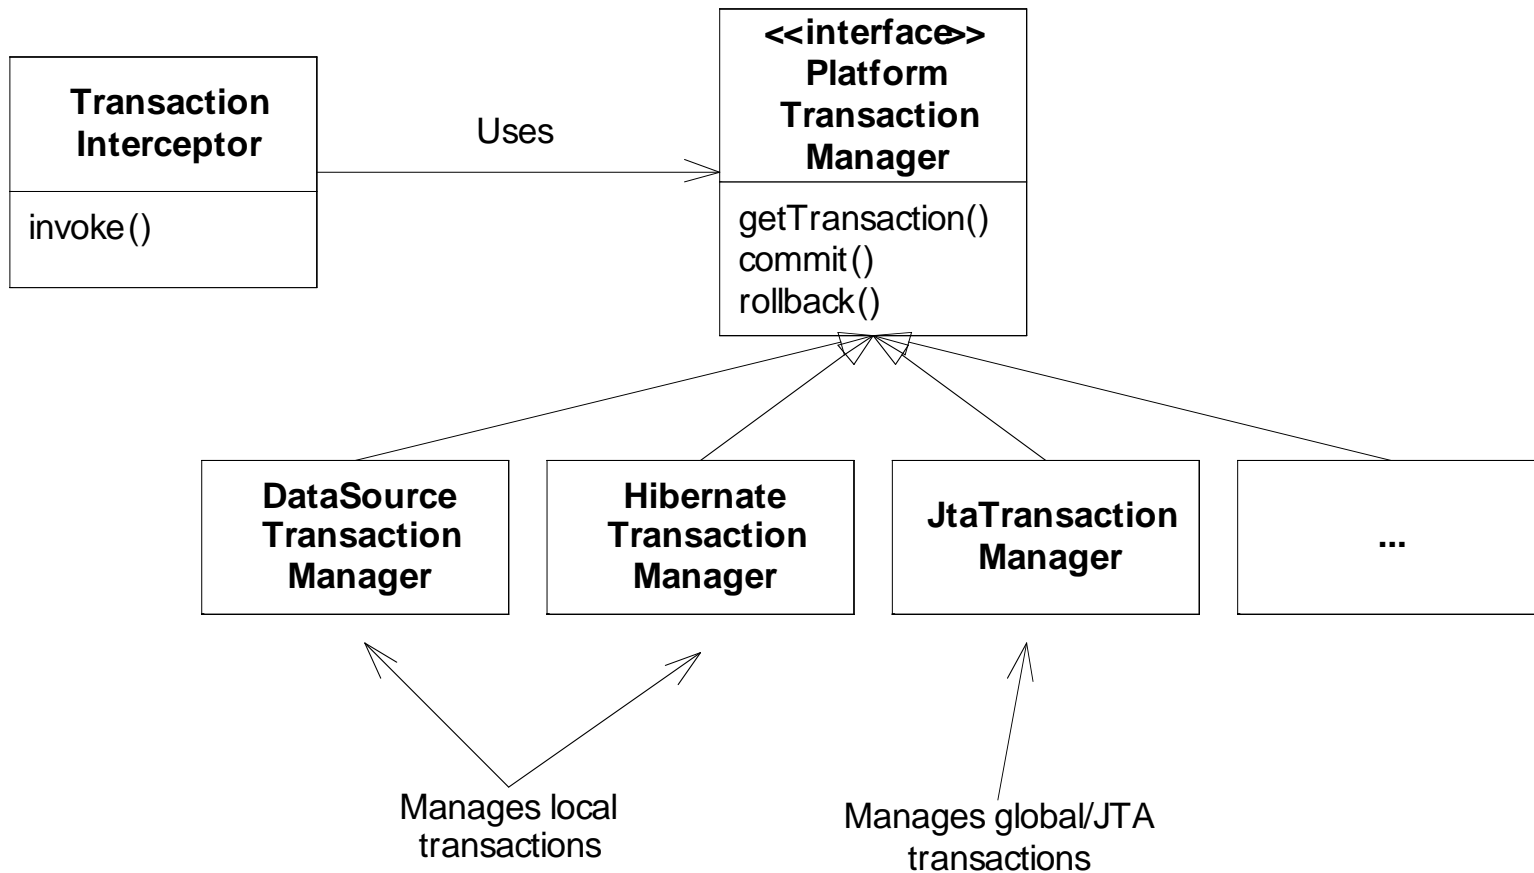 <<interface>>
Platform
Transaction
Manager
Transaction
Interceptor
Uses
invoke()
getTransaction()
commit()
rollback()
DataSource
Transaction
Manager
Hibernate
Transaction
Manager
JtaTransaction
Manager
...
Manages local
transactions
Manages global/JTA
transactions